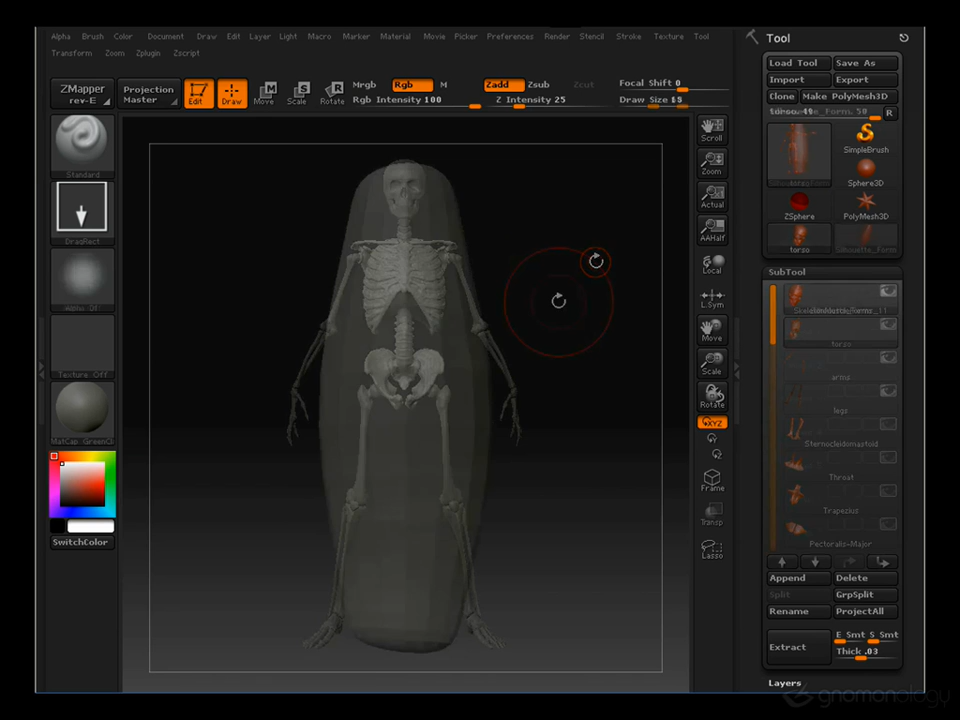 Alpha Brush Color Document Draw Edit Layer Light Macro Marker Material Movie Picker Preferences Render Stencil Stroke Texture Tool
Transform Zoom Zplugin Zscript
ZMapper
rev-E
Projection
Master
Edit
Draw
Move
Scale
Rotate
Mrgb
Rgb
M
Rgb Intensity 100
Zadd
Zsub
Zcut
Z Intensity 25
Focal Shift 0
Draw Size
Standard
DragRect
Alpha Off
Texture Off
MatCap
SwitchColor
Scroll
Zoom
Actual
AAHalf
Local
L.Sym
Move
Scale
Rotate
XYZ
Frame
Transp
Lasso
Tool
Load Tool
Save As
Import
Export
Clone
Make PolyMesh3D
R
SimpleBrush
Sphere3D
ZSphere
PolyMesh3D
torso
SubTool
torso
arms
legs
Sternocleidomastoid
Throat
Trapezius
Pectoralis-Major
Append
Delete
Split
GrpSplit
Rename
ProjectAll
Extract
E Smt S Smt
Thick .03
Layers
gnomonology